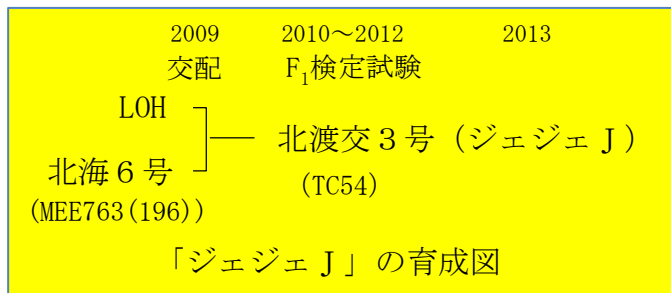 2009 2010～2012 2013
交配 F₁検定試験
LOH
北渡交３号（ジェジェＪ）
北海６号
(TC54)
(MEE763(196))
「ジェジェＪ」の育成図